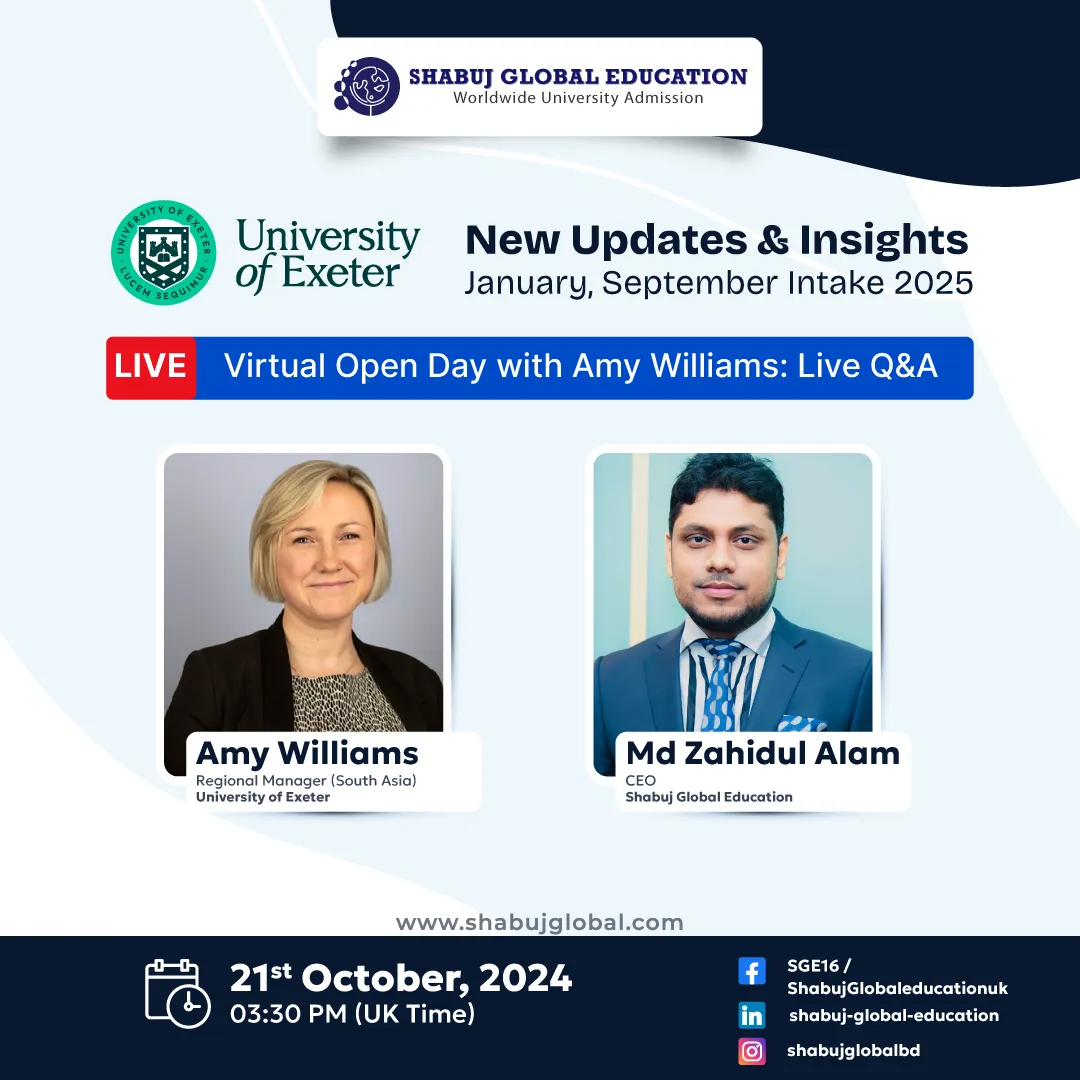 SHABUJ GLOBAL EDUCATION
Worldwide University Admission
UNIVERSITY OF EXETER
LUCEM SEQUIMUR
University
of Exeter
New Updates & Insights
January, September Intake 2025
LIVE
Virtual Open Day with Amy Williams: Live Q&A
Amy Williams
Regional Manager (South Asia)
University of Exeter
Md Zahidul Alam
CEO
Shabuj Global Education
www.shabujglobal.com
21st October, 2024
03:30 PM (UK Time)
SGE16 /
ShabujGlobaleducationuk
shabuj-global-education
shabujglobalbd